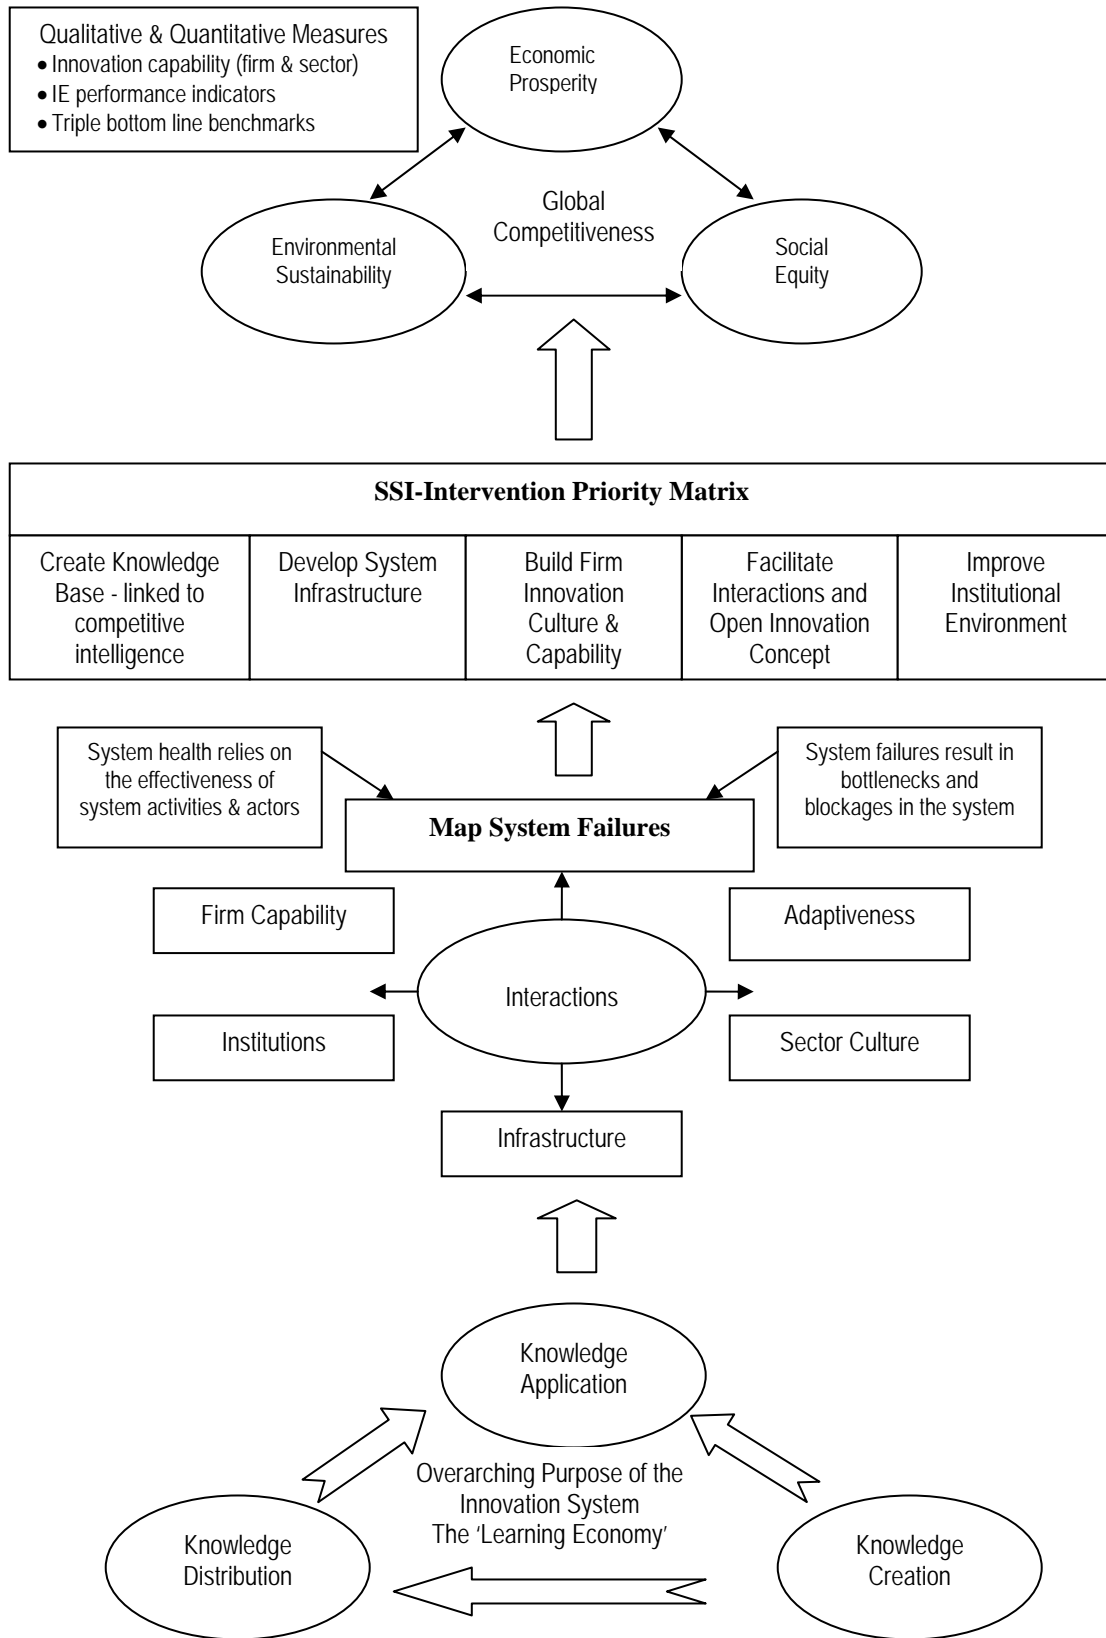 Qualitative & Quantitative Measures
• Innovation capability (firm & sector)
• IE performance indicators
• Triple bottom line benchmarks
Economic
Prosperity
Global
Competitiveness
Environmental
Sustainability
Social
Equity
SSI-Intervention Priority Matrix
Create Knowledge
Base - linked to
competitive
intelligence
Develop System
Infrastructure
Build Firm
Innovation
Culture &
Capability
Facilitate
Interactions and
Open Innovation
Concept
Improve
Institutional
Environment
System health relies on
the effectiveness of
system activities & actors
System failures result in
bottlenecks and
blockages in the system
Map System Failures
Firm Capability
Adaptiveness
Interactions
Institutions
Sector Culture
Infrastructure
Knowledge
Application
Overarching Purpose of the
Innovation System
The ‘Learning Economy’
Knowledge
Distribution
Knowledge
Creation